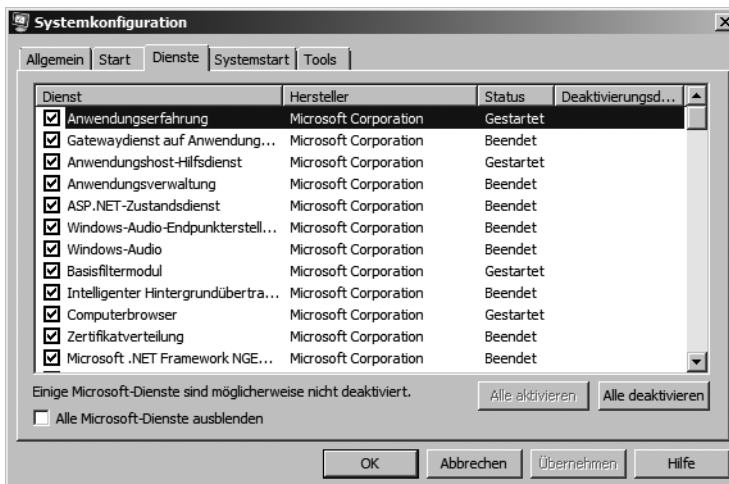 Systemkonfiguration
Allgemein Start Dienste Systemstart Tools
Dienst Hersteller Status Deaktivierungsd...
Anwendungserfahrung Microsoft Corporation Gestartet
Gatewaydienst auf Anwendung... Microsoft Corporation Beendet
Anwendungshost-Hilfsdienst Microsoft Corporation Gestartet
Anwendungsverwaltung Microsoft Corporation Beendet
ASP.NET-Zustandsdienst Microsoft Corporation Beendet
Windows-Audio-Endpunkterstell... Microsoft Corporation Beendet
Windows-Audio Microsoft Corporation Beendet
Basisfiltermodul Microsoft Corporation Gestartet
Intelligenter Hintergrundübertra... Microsoft Corporation Beendet
Computerbrowser Microsoft Corporation Gestartet
Zertifikatverteilung Microsoft Corporation Beendet
Microsoft .NET Framework NGE... Microsoft Corporation Beendet
Einige Microsoft-Dienste sind möglicherweise nicht deaktiviert. Alle aktivieren Alle deaktivieren
Alle Microsoft-Dienste ausblenden
OK Abbrechen Übernehmen Hilfe